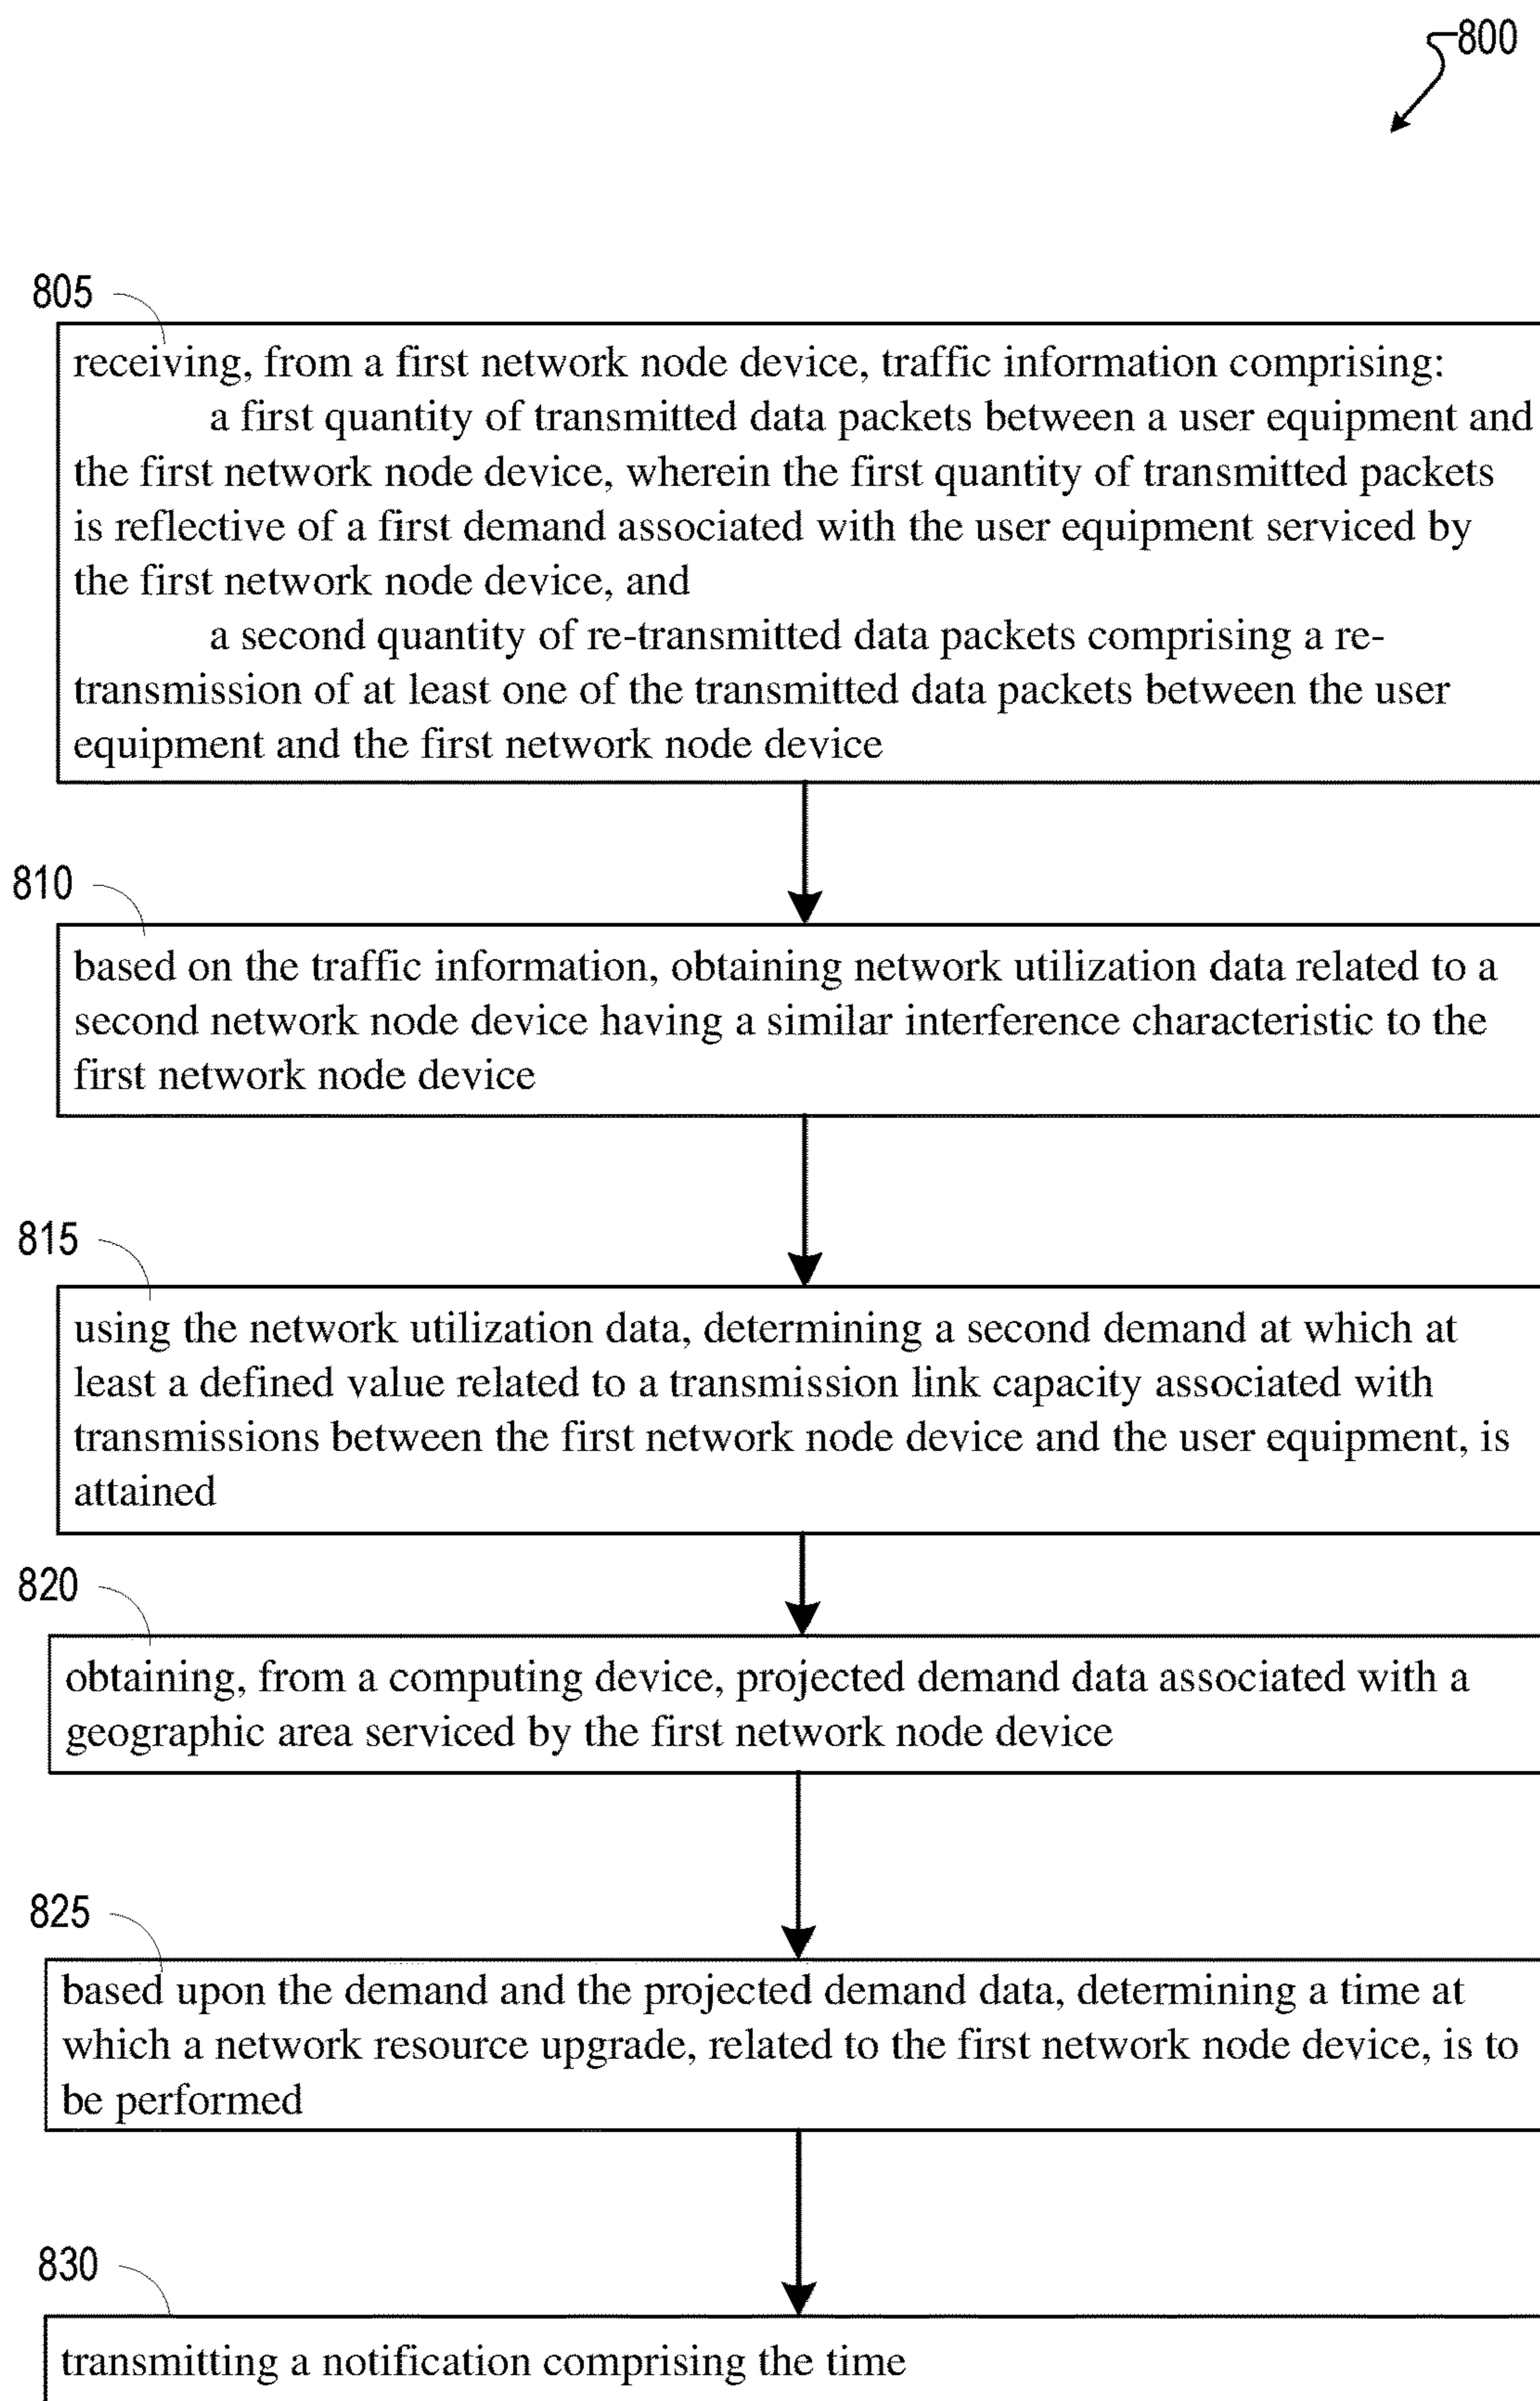 800
805
receiving, from a first network node device, traffic information comprising:
a first quantity of transmitted data packets between a user equipment and
the first network node device, wherein the first quantity of transmitted packets
is reflective of a first demand associated with the user equipment serviced by
the first network node device, and
a second quantity of re-transmitted data packets comprising a re-
transmission of at least one of the transmitted data packets between the user
equipment and the first network node device
810
based on the traffic information, obtaining network utilization data related to a
second network node device having a similar interference characteristic to the
first network node device
815
using the network utilization data, determining a second demand at which at
least a defined value related to a transmission link capacity associated with
transmissions between the first network node device and the user equipment, is
attained
820
obtaining, from a computing device, projected demand data associated with a
geographic area serviced by the first network node device
825
based upon the demand and the projected demand data, determining a time at
which a network resource upgrade, related to the first network node device, is to
be performed
830
transmitting a notification comprising the time